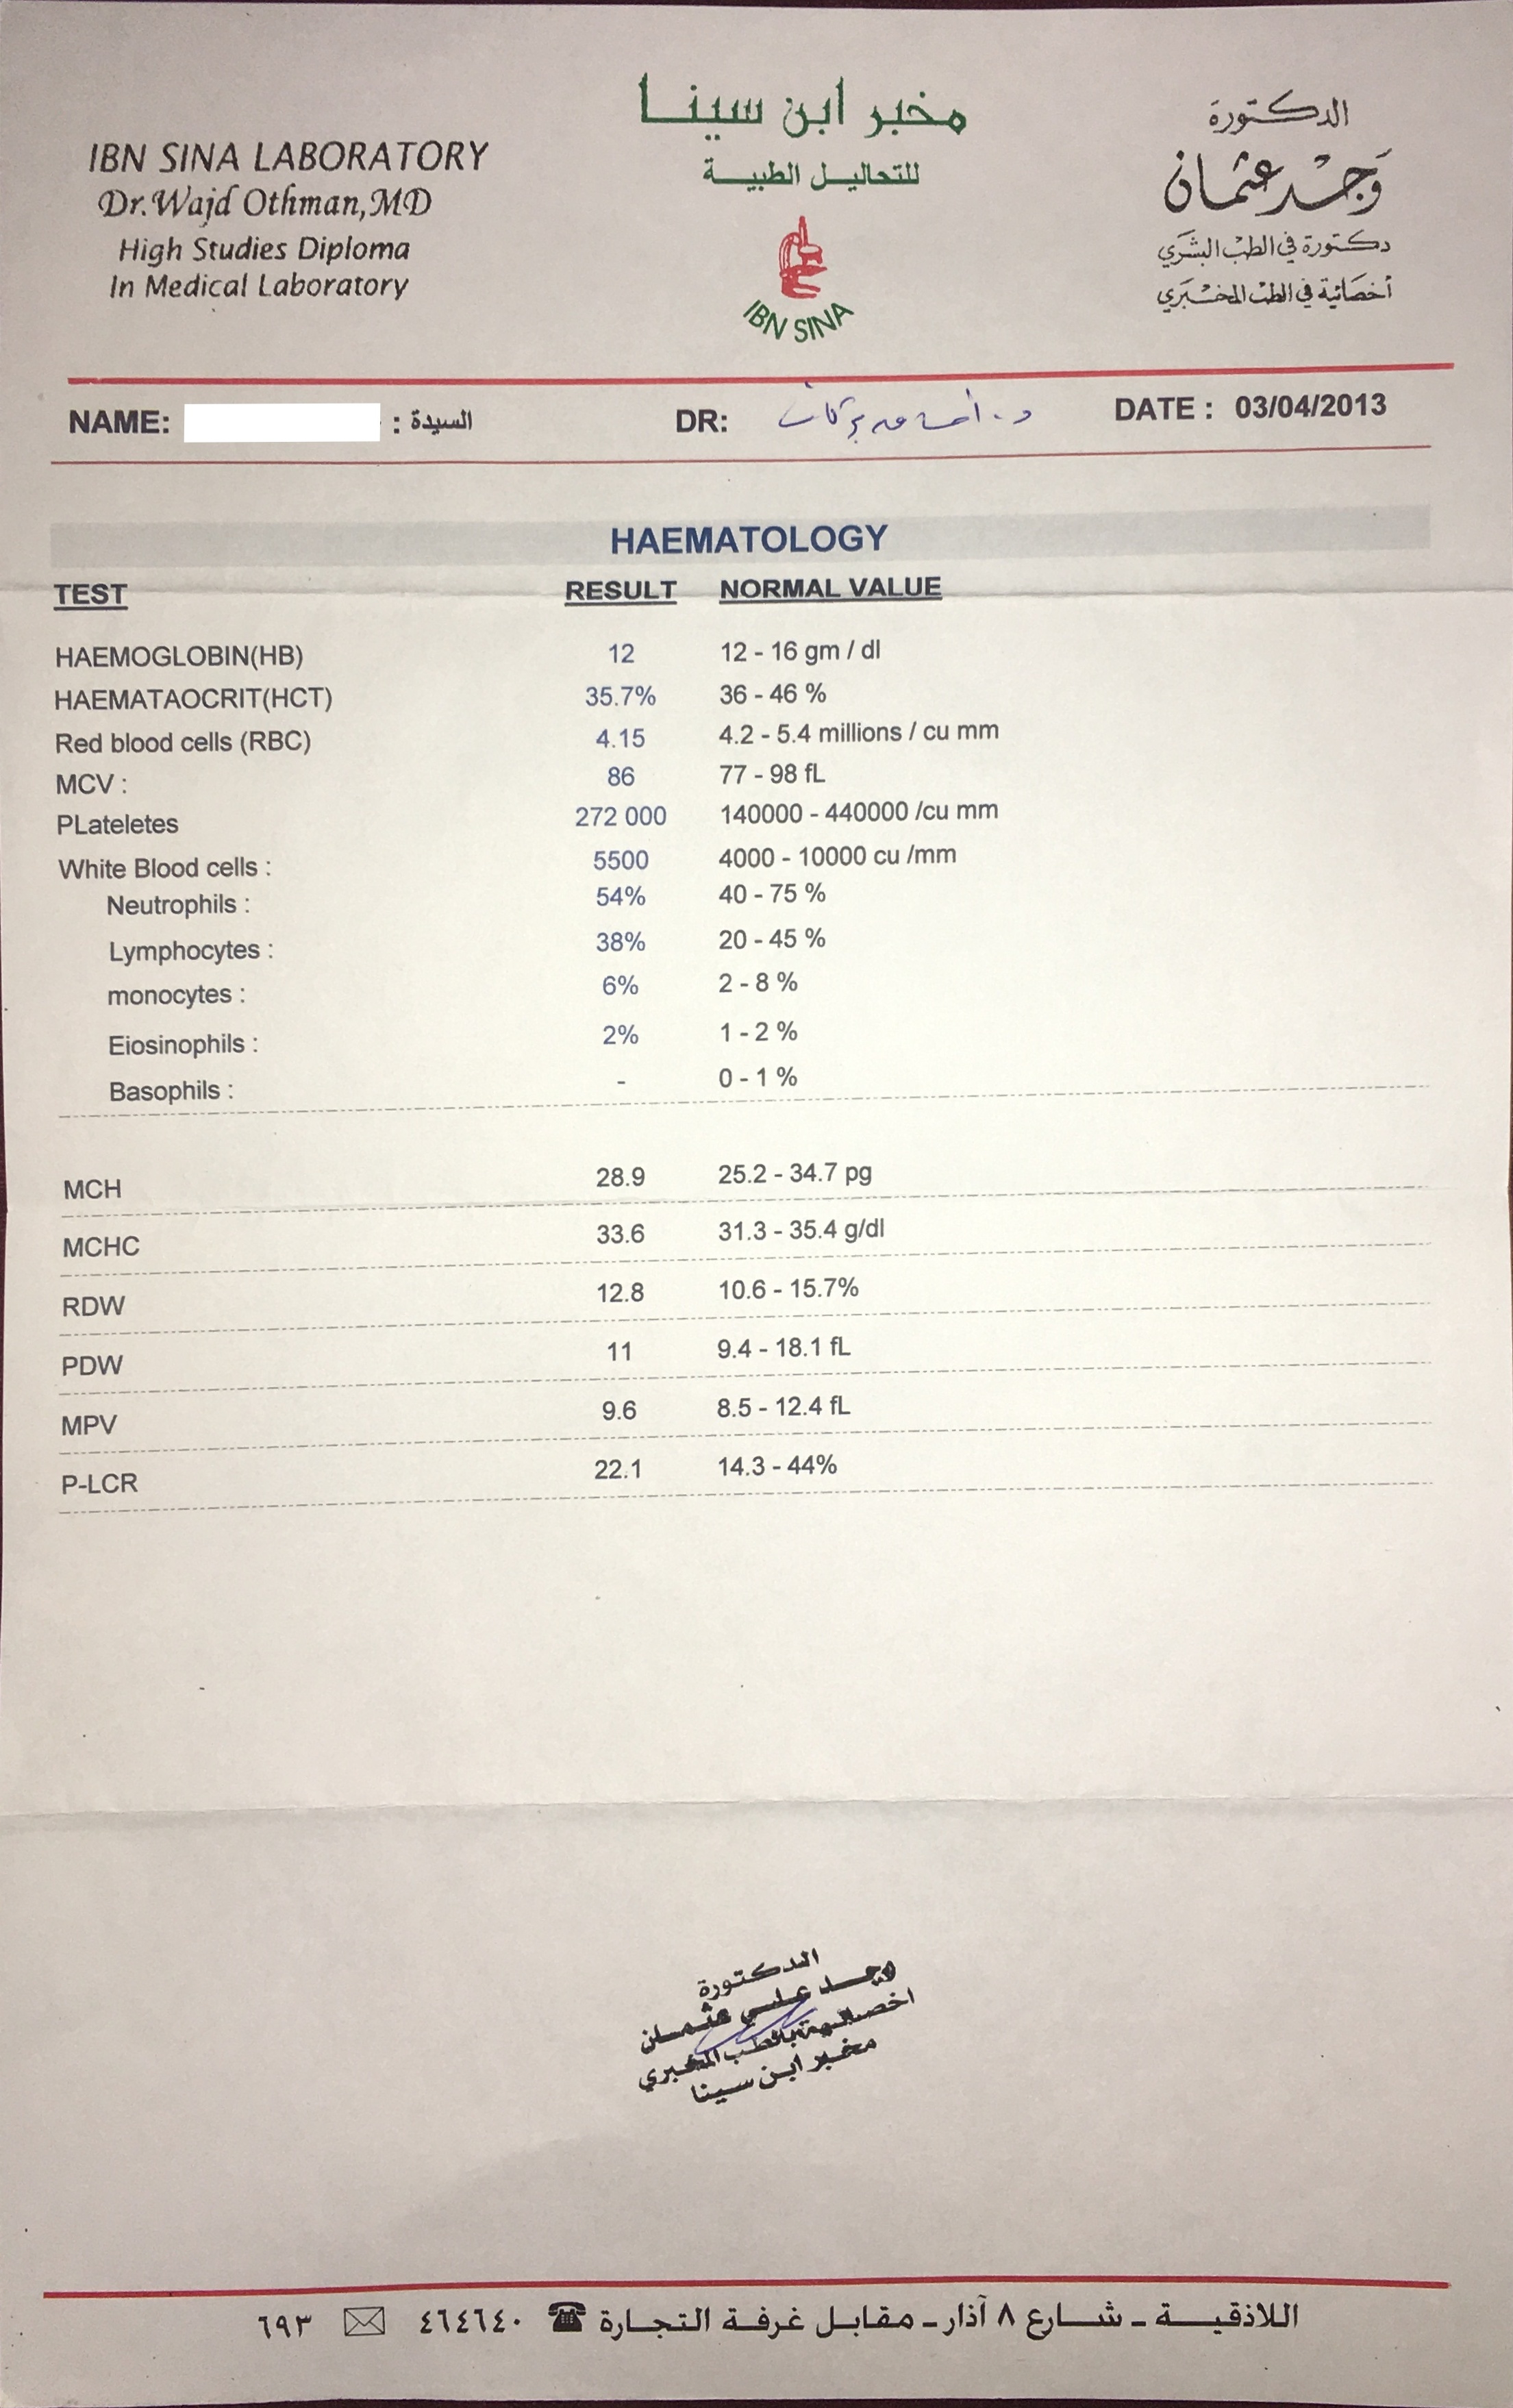 IBN SINA LABORATORY
Dr.Wajd Othman,MD
High Studies Diploma
In Medical Laboratory
مخبر ابن سينا
للتحاليل الطبية
IBN SINA
الدكتورة
وَجد عثمان
دكتورة في الطب البشري
أخصائية في الطب المخبري
NAME: السيدة :
DR: د.
DATE : 03/04/2013
HAEMATOLOGY
TEST RESULT NORMAL VALUE
HAEMOGLOBIN(HB) 12 12 - 16 gm / dl
HAEMATAOCRIT(HCT) 35.7% 36 - 46 %
Red blood cells (RBC) 4.15 4.2 - 5.4 millions / cu mm
MCV : 86 77 - 98 fL
PLateletes 272 000 140000 - 440000 /cu mm
White Blood cells : 5500 4000 - 10000 cu /mm
Neutrophils : 54% 40 - 75 %
Lymphocytes : 38% 20 - 45 %
monocytes : 6% 2 - 8 %
Eiosinophils : 2% 1 - 2 %
Basophils : - 0 - 1 %
MCH 28.9 25.2 - 34.7 pg
MCHC 33.6 31.3 - 35.4 g/dl
RDW 12.8 10.6 - 15.7%
PDW 11 9.4 - 18.1 fL
MPV 9.6 8.5 - 12.4 fL
P-LCR 22.1 14.3 - 44%
الدكتورة
وجد علي عثمان
بالطب المخبري
مخبر ابن سينا
اللاذقية - شارع ٨ آذار - مقابل غرفة التجارة ☎ ٤٦٤٦٤٠ ✉ ٦٩٣